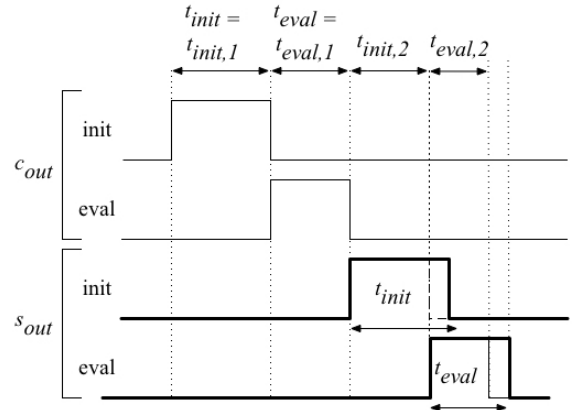 t_init = t_eval =
t_init,1 t_eval,1 t_init,2 t_eval,2
init
c_out
eval
init
t_init
s_out
eval
t_eval